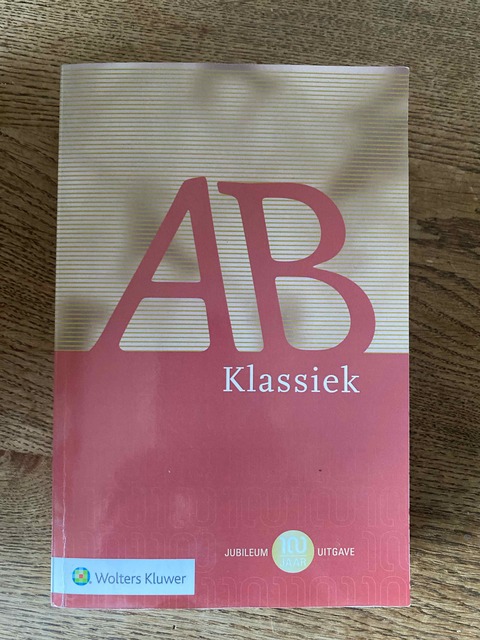 AB
Klassiek
JUBILEUM 100 JAAR UITGAVE
Wolters Kluwer